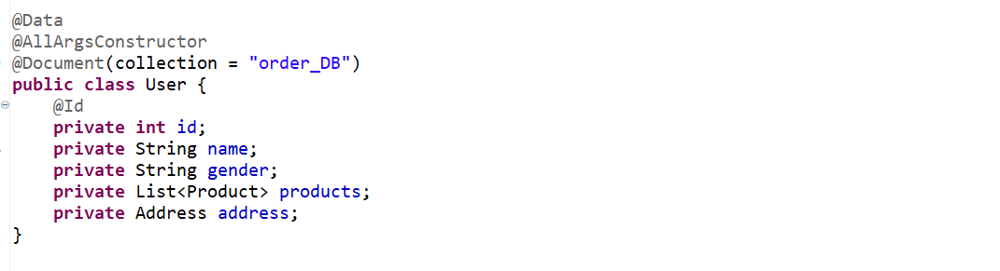 @Data
@AllArgsConstructor
@Document(collection = "order_DB")
public class User {
    @Id
    private int id;
    private String name;
    private String gender;
    private List<Product> products;
    private Address address;
}